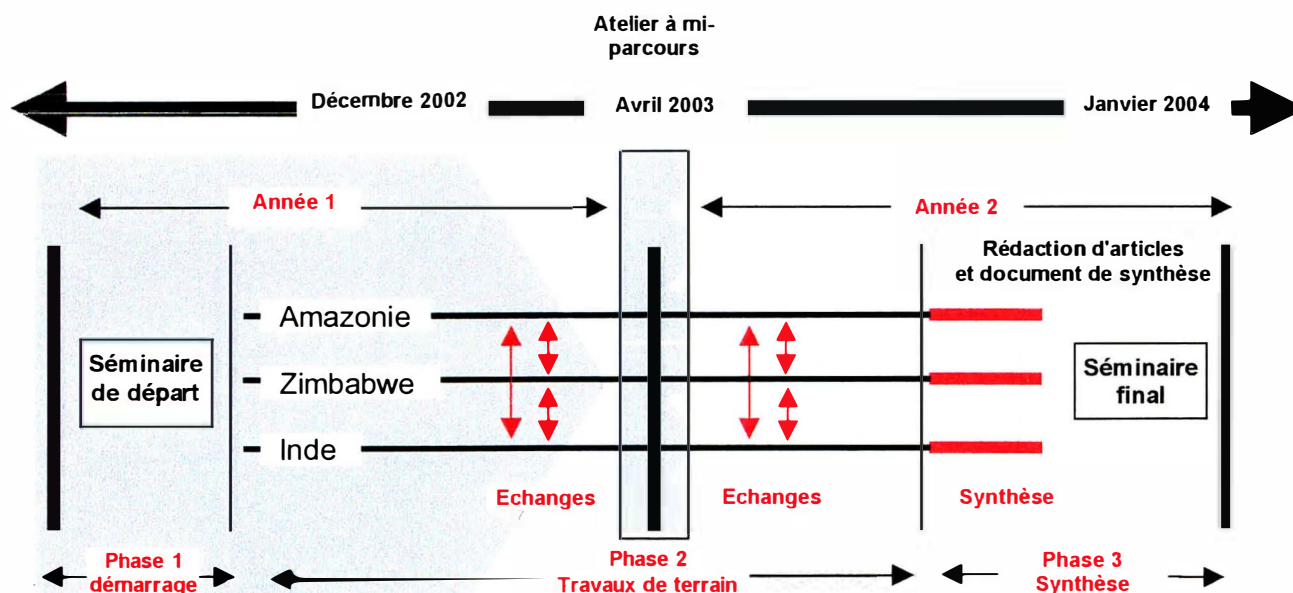 Atelier à mi-
parcours
Décembre 2002
Avril 2003
Janvier 2004
Année 1
Année 2
Rédaction d'articles
et document de synthèse
Amazonie
Séminaire
de départ
Zimbabwe
Séminaire
final
Inde
Echanges
Echanges
Synthèse
Phase 1
démarrage
Phase 2
Travaux de terrain
Phase 3
Synthèse